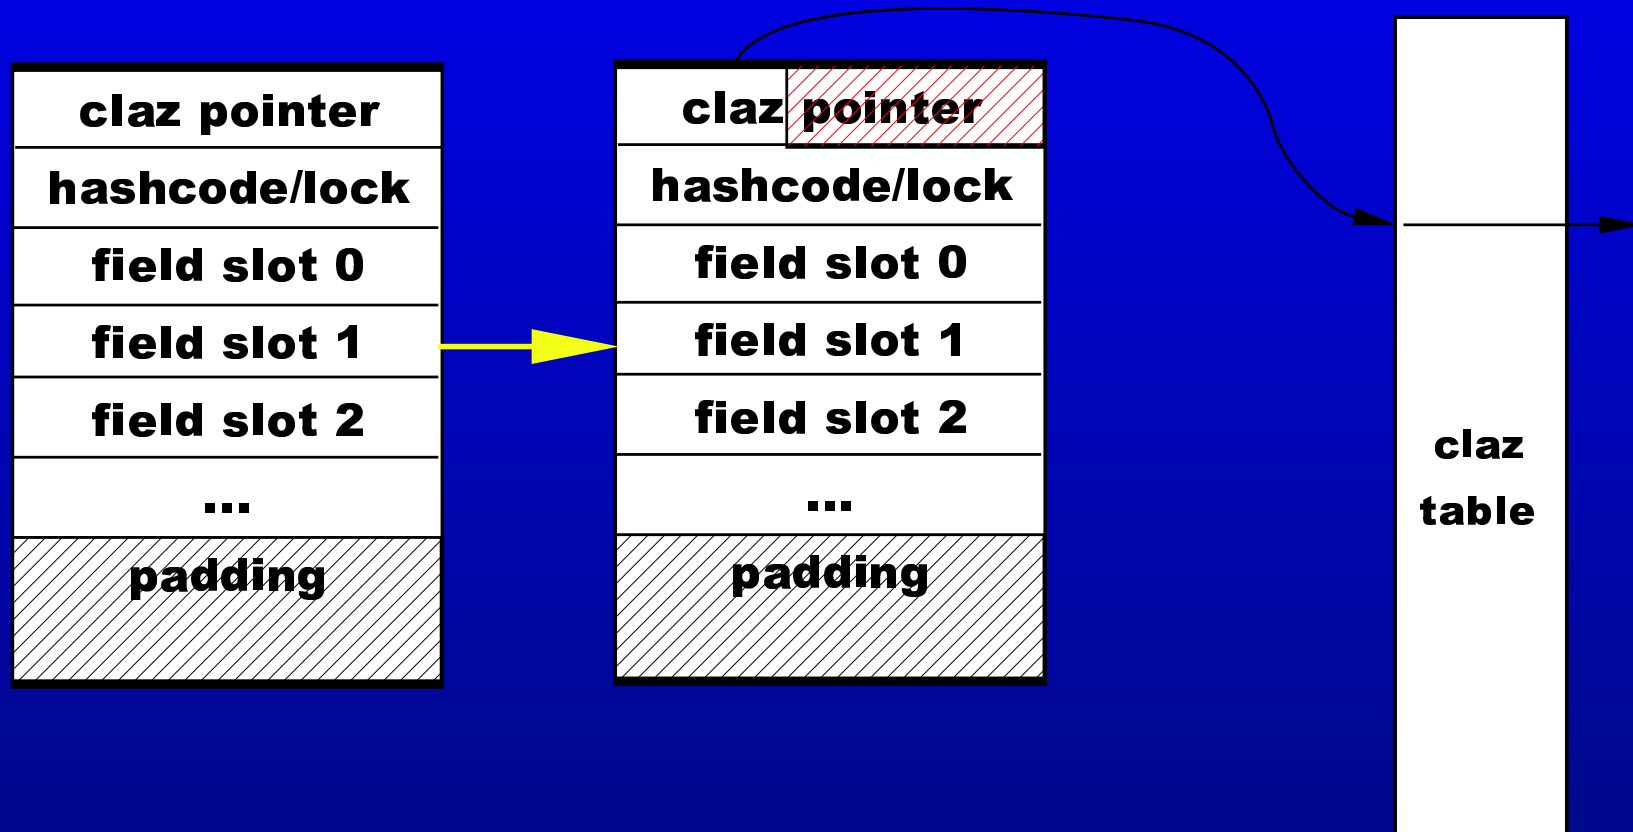 claz pointer
hashcode/lock
field slot 0
field slot 1
field slot 2
...
padding
claz pointer
hashcode/lock
field slot 0
field slot 1
field slot 2
...
padding
claz
table